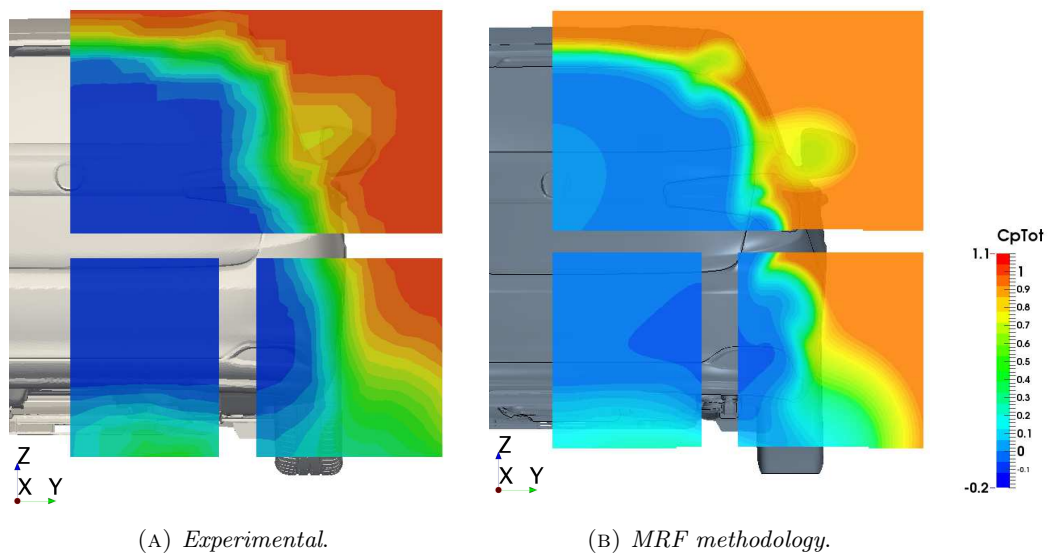 CpTot
1.1
1
0.9
0.8
0.7
0.6
0.5
0.4
0.3
0.2
0.1
0
-0.1
-0.2
Z
X Y
Z
X Y
(A) Experimental.
(B) MRF methodology.